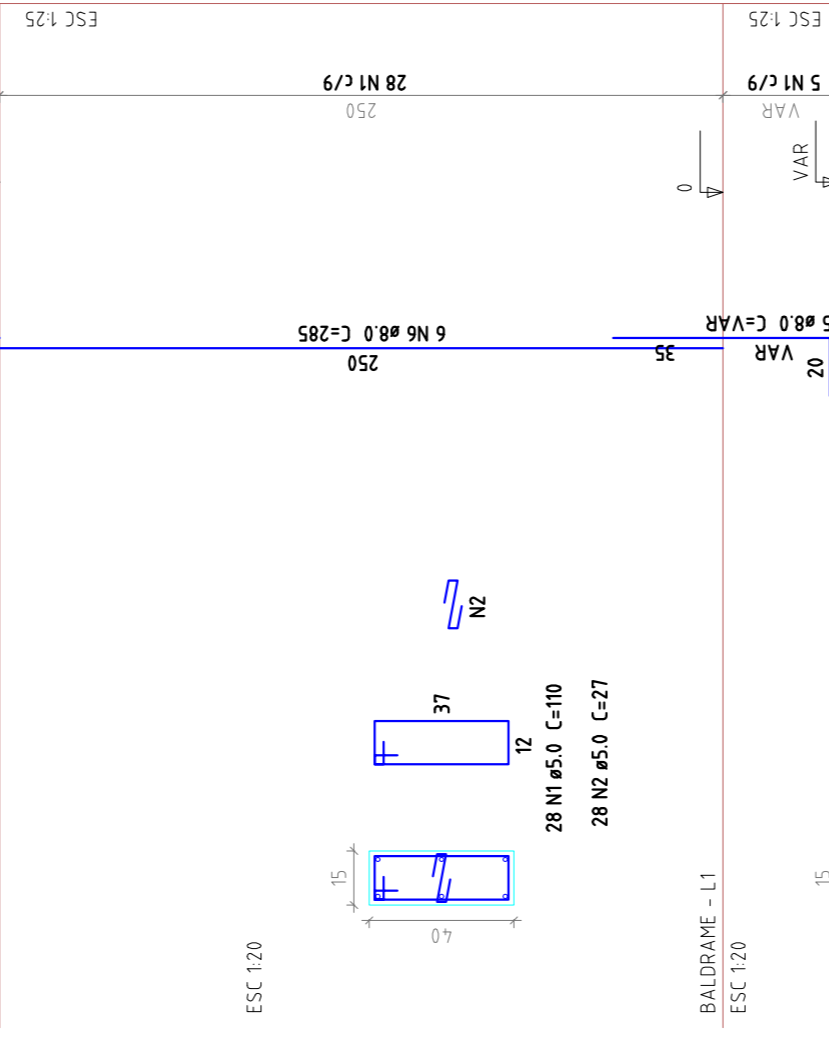 ESC 1:25
ESC 1:25
28 N1 c/9
250
5 N1 c/9
VAR
0
VAR
6 N6 ø8.0 C=285
250
35
ø8.0 C=VAR
VAR
20
N2
37
12
28 N1 ø5.0 C=110
28 N2 ø5.0 C=27
15
40
ESC 1:20
BALDRAME - L1
ESC 1:20
15